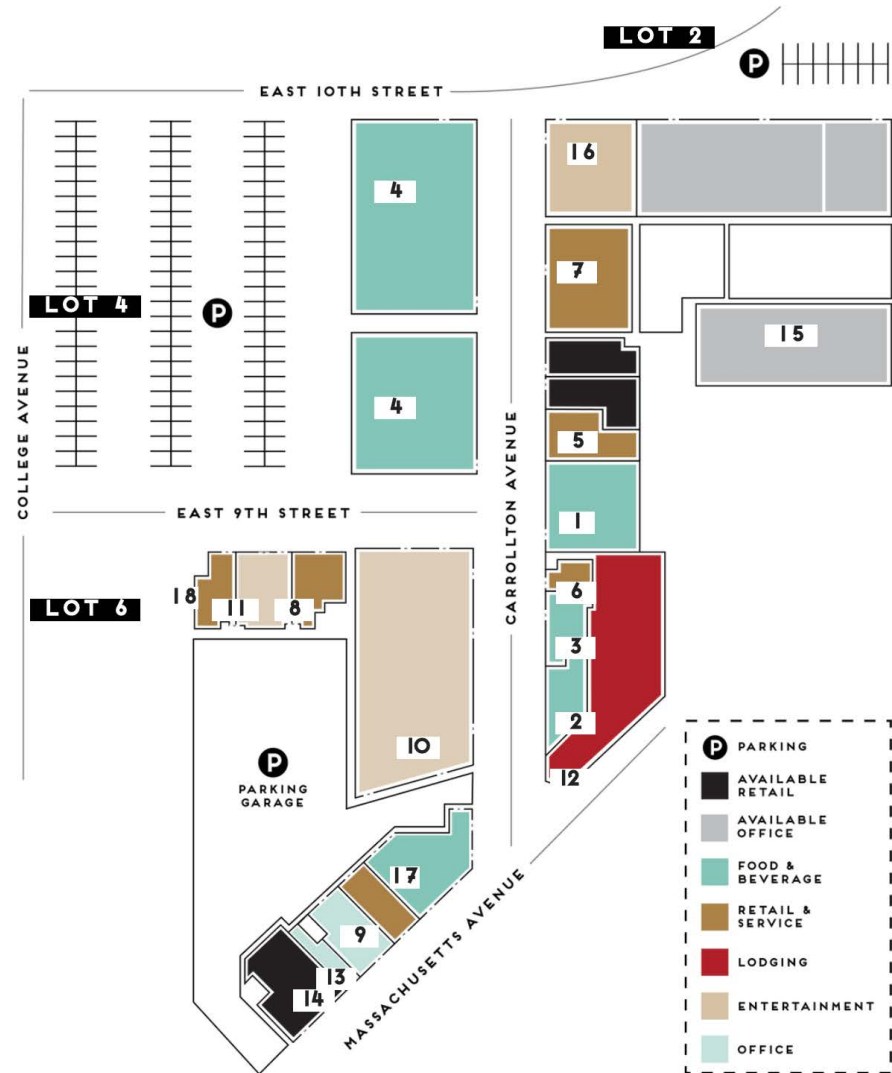 LOT 2
P
EAST 10TH STREET
16
4
7
LOT 4
P
15
COLLEGE AVENUE
4
5
CARROLLTON AVENUE
EAST 9TH STREET
1
18
11
8
6
LOT 6
3
2
10
12
P
PARKING
GARAGE
17
9
13
14
MASSACHUSETTS AVENUE
P PARKING
AVAILABLE
RETAIL
AVAILABLE
OFFICE
FOOD &
BEVERAGE
RETAIL &
SERVICE
LODGING
ENTERTAINMENT
OFFICE